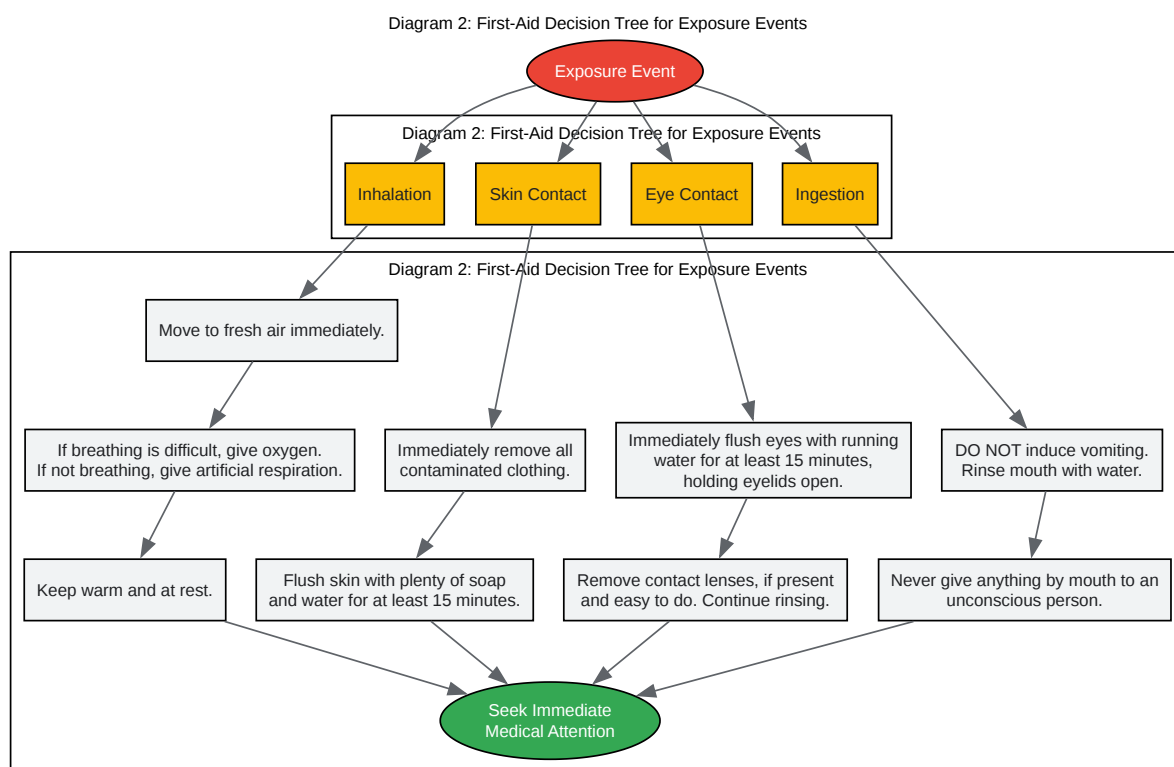 Diagram 2: First-Aid Decision Tree for Exposure Events
Exposure Event
Diagram 2: First-Aid Decision Tree for Exposure Events
Inhalation
Skin Contact
Eye Contact
Ingestion
Diagram 2: First-Aid Decision Tree for Exposure Events
Move to fresh air immediately.
If breathing is difficult, give oxygen.
If not breathing, give artificial respiration.
Immediately remove all
contaminated clothing.
Immediately flush eyes with running
water for at least 15 minutes,
holding eyelids open.
DO NOT induce vomiting.
Rinse mouth with water.
Keep warm and at rest.
Flush skin with plenty of soap
and water for at least 15 minutes.
Remove contact lenses, if present
and easy to do. Continue rinsing.
Never give anything by mouth to an
unconscious person.
Seek Immediate
Medical Attention